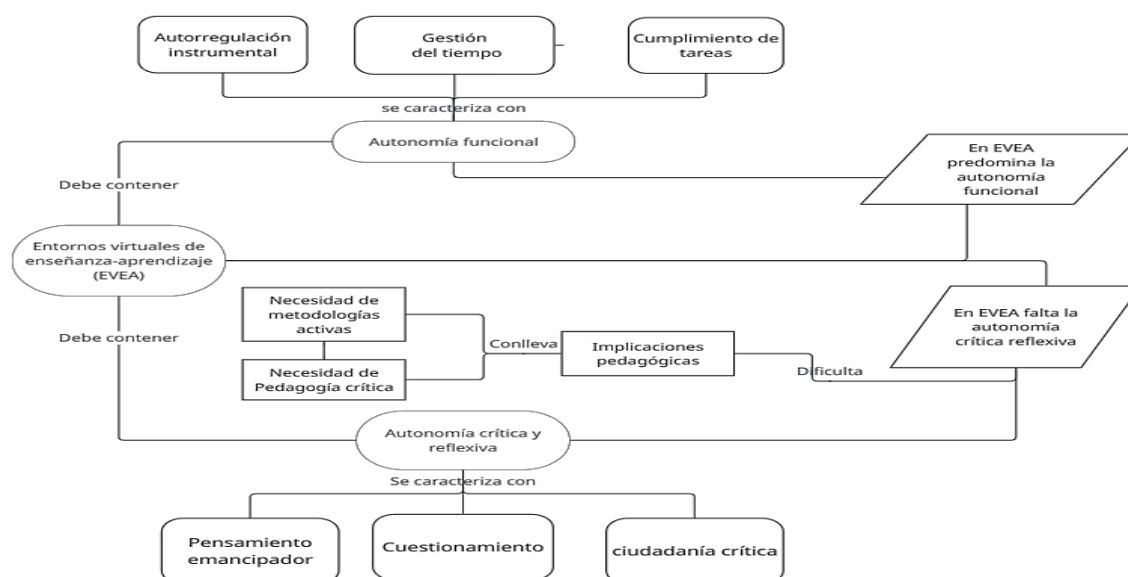 Autorregulación
instrumental
Gestión
del tiempo
Cumplimiento de
tareas
se caracteriza con
Autonomía funcional
En EVEA
predomina la
autonomía
funcional
Debe contener
Entornos virtuales de
enseñanza-aprendizaje
(EVEA)
Debe contener
Necesidad de
metodologías
activas
Necesidad de
Pedagogía crítica
Conlleva
Implicaciones
pedagógicas
Dificulta
En EVEA falta la
autonomía
crítica reflexiva
Autonomía crítica y
reflexiva
Se caracteriza con
Pensamiento
emancipador
Cuestionamiento
ciudadanía crítica